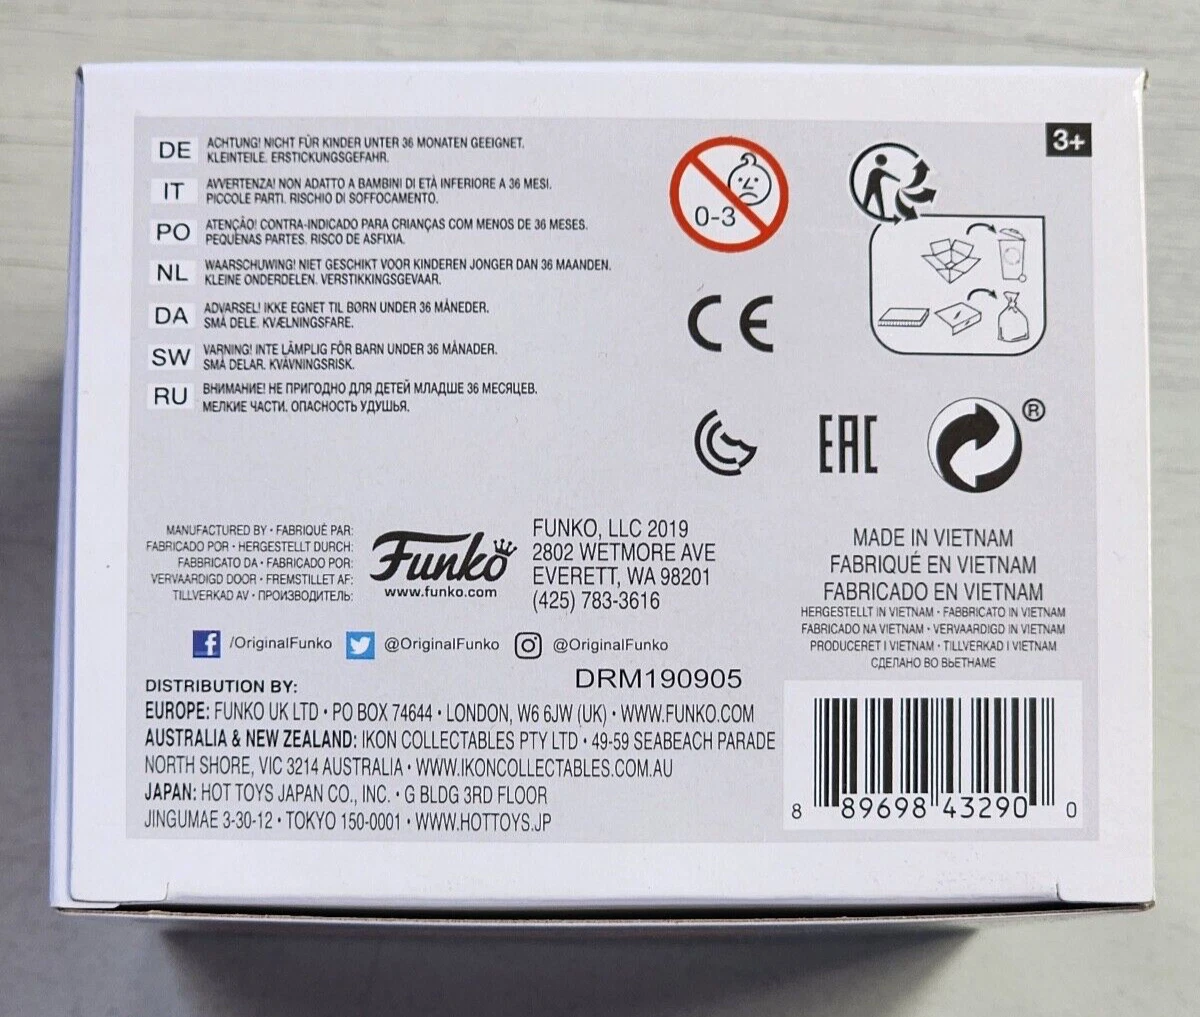 DE ACHTUNG! NICHT FÜR KINDER UNTER 36 MONATEN GEEIGNET.
KLEINTEILE. ERSTICKUNGSGEFAHR.
IT AVVERTENZA! NON ADATTO A BAMBINI DI ETÀ INFERIORE A 36 MESI.
PICCOLE PARTI. RISCHIO DI SOFFOCAMENTO.
PO ATENÇÃO! CONTRA-INDICADO PARA CRIANÇAS COM MENOS DE 36 MESES.
PEQUENAS PARTES. RISCO DE ASFIXIA.
NL WAARSCHUWING! NIET GESCHIKT VOOR KINDEREN JONGER DAN 36 MAANDEN.
KLEINE ONDERDELEN. VERSTIKKINGSGEVAAR.
DA ADVARSEL! IKKE EGNET TIL BØRN UNDER 36 MÅNEDER.
SMÅ DELE. KVÆLNINGSFARE.
SW VARNING! INTE LÄMPLIG FÖR BARN UNDER 36 MÅNADER.
SMÅ DELAR. KVÄVNINGSRISK.
RU ВНИМАНИЕ! НЕ ПРИГОДНО ДЛЯ ДЕТЕЙ МЛАДШЕ 36 МЕСЯЦЕВ.
МЕЛКИЕ ЧАСТИ. ОПАСНОСТЬ УДУШЬЯ.
0-3
3+
CE
EAC
®
MANUFACTURED BY • FABRIQUÉ PAR:
FABRICADO POR • HERGESTELLT DURCH:
FABBRICATO DA • FABRICADO POR:
VERVAARDIGD DOOR • FREMSTILLET AF:
TILLVERKAD AV • ПРОИЗВОДИТЕЛЬ:
Funko
www.funko.com
FUNKO, LLC 2019
2802 WETMORE AVE
EVERETT, WA 98201
(425) 783-3616
/OriginalFunko @OriginalFunko @OriginalFunko
DRM190905
DISTRIBUTION BY:
EUROPE: FUNKO UK LTD • PO BOX 74644 • LONDON, W6 6JW (UK) • WWW.FUNKO.COM
AUSTRALIA & NEW ZEALAND: IKON COLLECTABLES PTY LTD • 49-59 SEABEACH PARADE
NORTH SHORE, VIC 3214 AUSTRALIA • WWW.IKONCOLLECTABLES.COM.AU
JAPAN: HOT TOYS JAPAN CO., INC. • G BLDG 3RD FLOOR
JINGUMAE 3-30-12 • TOKYO 150-0001 • WWW.HOTTOYS.JP
MADE IN VIETNAM
FABRIQUÉ EN VIETNAM
FABRICADO EN VIETNAM
HERGESTELLT IN VIETNAM • FABBRICATO IN VIETNAM
FABRICADO NA VIETNAM • VERVAARDIGD IN VIETNAM
PRODUCERET I VIETNAM • TILLVERKAD I VIETNAM
СДЕЛАНО ВО ВЬЕТНАМЕ
8 89698 43290 0